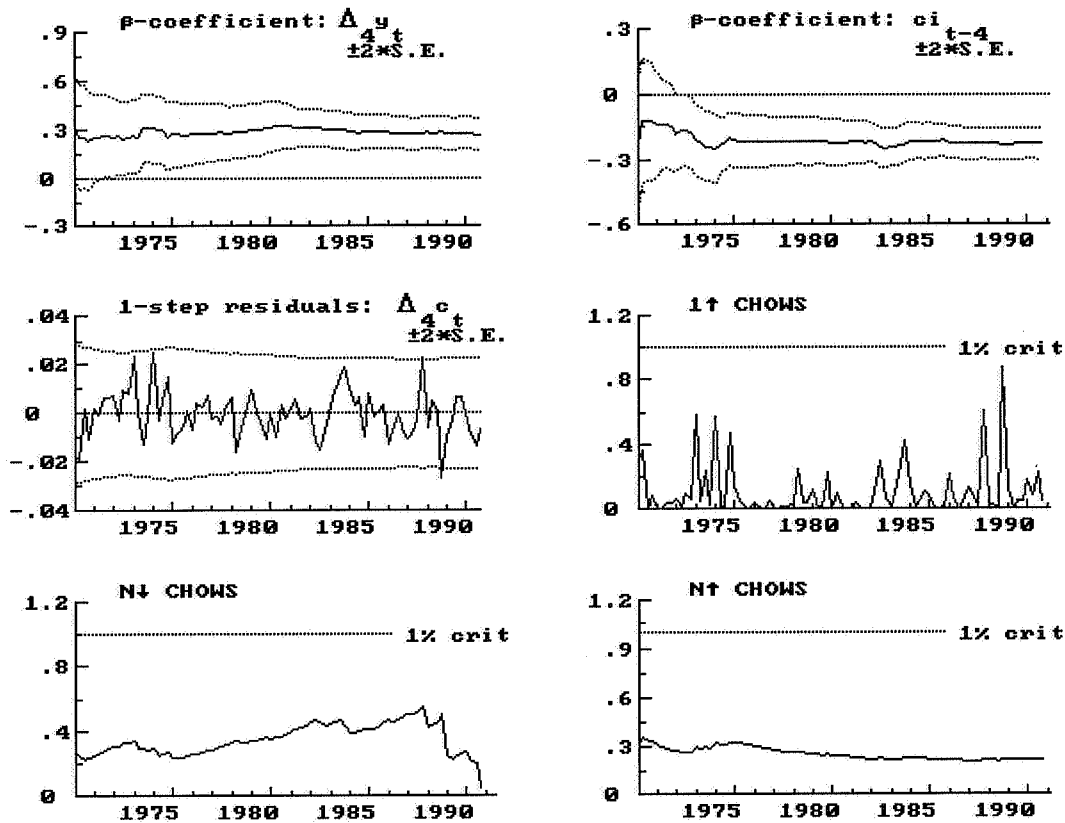 β-coefficient: Δ₄yₜ
±2*S.E.
.9
.6
.3
0
-.3
1975 1980 1985 1990
β-coefficient: ciₜ₋₄
±2*S.E.
.3
0
-.3
-.6
1975 1980 1985 1990
1-step residuals: Δ₄cₜ
±2*S.E.
.04
.02
0
-.02
-.04
1975 1980 1985 1990
1↑ CHOWS
1.2
1% crit
.8
.4
0
1975 1980 1985 1990
N↓ CHOWS
1.2
1% crit
.8
.4
0
1975 1980 1985 1990
N↑ CHOWS
1.2
1% crit
.9
.6
.3
0
1975 1980 1985 1990